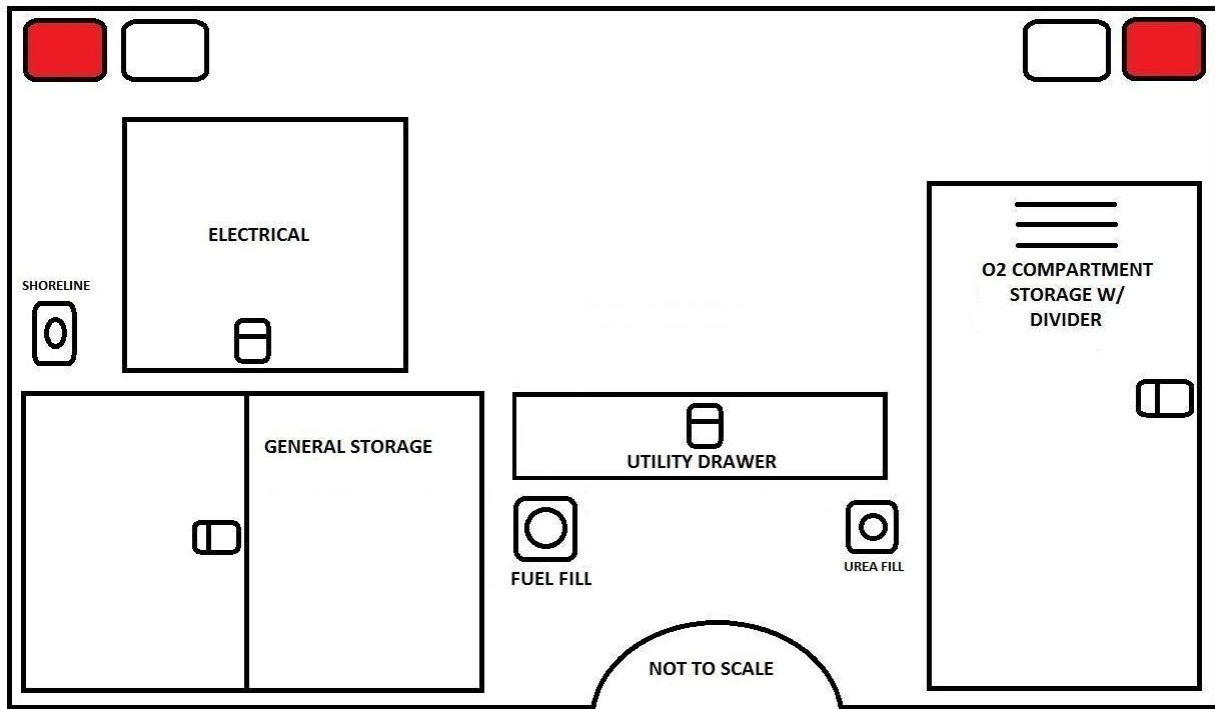 ELECTRICAL
O2 COMPARTMENT
STORAGE W/
DIVIDER
SHORELINE
GENERAL STORAGE
UTILITY DRAWER
FUEL FILL
UREA FILL
NOT TO SCALE